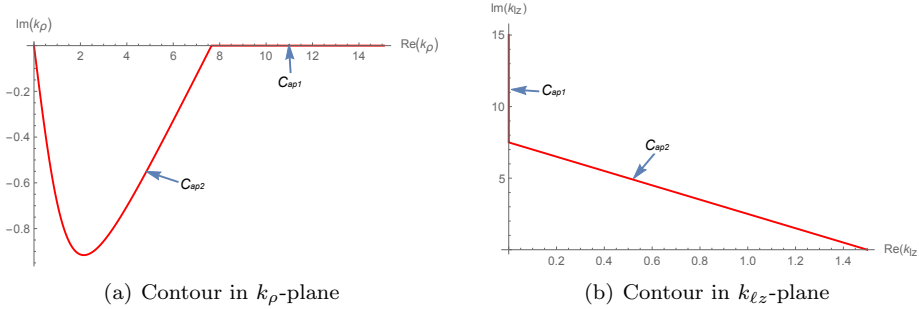 Im(kρ)
Re(kρ)
2 4 6 8 10 12 14
-0.2
-0.4
-0.6
-0.8
Cap1
Cap2
(a) Contour in kρ-plane
Im(klz)
15
10
5
Cap1
Cap2
Re(klz
0.2 0.4 0.6 0.8 1.0 1.2 1.4
(b) Contour in kℓz-plane